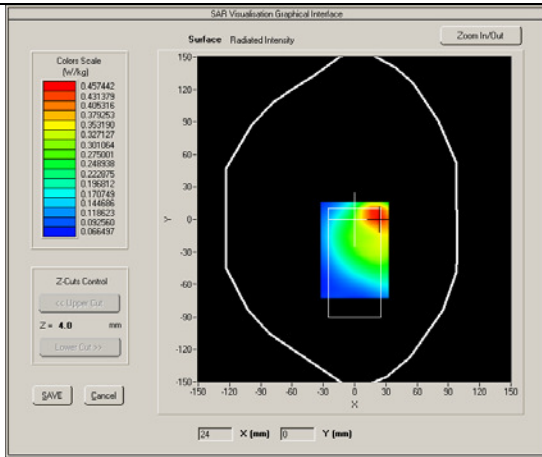 SAR Visualisation Graphical Interface
Surface Radiated Intensity
Zoom In/Out
Colors Scale
(W/kg)
0.457442
0.431379
0.405316
0.379253
0.353190
0.327127
0.301064
0.275001
0.248938
0.222875
0.196812
0.170749
0.144686
0.118623
0.092560
0.066497
Z-Cuts Control
<< Upper Cut
Z = 4.0 mm
Lower Cut >>
SAVE Cancel
150
120
90
60
30
0
-30
-60
-90
-120
-150
Y
-150 -120 -90 -60 -30 0 30 60 90 120 150
X
24 X (mm) 0 Y (mm)